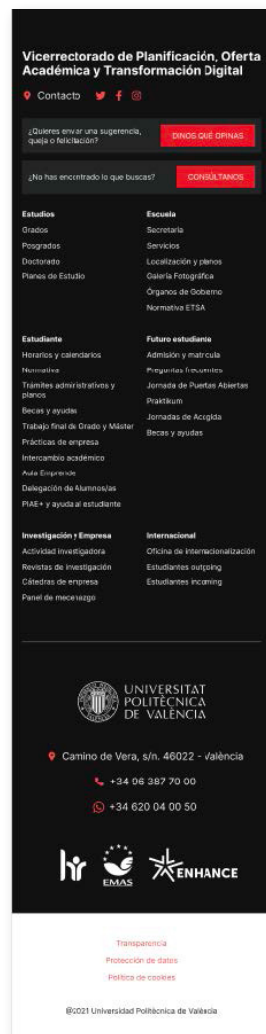 Vicerrectorado de Planificación, Oferta
Académica y Transformación Digital
Contacto
¿Quieres enviar una sugerencia,
queja o felicitación?
DINOS QUÉ OPINAS
¿No has encontrado lo que buscas?
CONSÚLTANOS
Estudios
Grados
Posgrados
Doctorado
Planes de Estudio
Escuela
Secretaría
Servicios
Localización y planos
Galería Fotográfica
Órganos de Gobierno
Normativa ETSA
Estudiante
Horarios y calendarios
Normativa
Trámites administrativos y
planos
Becas y ayudas
Trabajo final de Grado y Máster
Prácticas de empresa
Intercambio académico
Aula Emprende
Delegación de Alumnos/as
PIAE+ y ayuda al estudiante
Futuro estudiante
Admisión y matrícula
Preguntas frecuentes
Jornada de Puertas Abiertas
Praktikum
Jornadas de Acogida
Becas y ayudas
Investigación y Empresa
Actividad investigadora
Revistas de investigación
Cátedras de empresa
Panel de mecenazgo
Internacional
Oficina de internacionalización
Estudiantes outgoing
Estudiantes incoming
UNIVERSITAT
POLITÈCNICA
DE VALÈNCIA
Camino de Vera, s/n. 46022 - València
+34 96 387 70 00
+34 620 04 00 50
hr
EMAS
ENHANCE
Transparencia
Protección de datos
Política de cookies
@2021 Universidad Politécnica de València